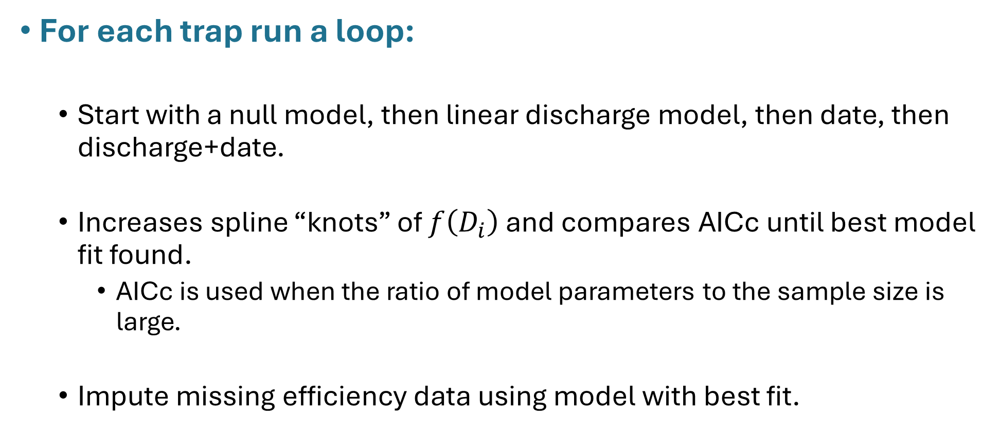 • For each trap run a loop:
• Start with a null model, then linear discharge model, then date, then
discharge+date.
• Increases spline “knots” of 𝑓(𝐷ᵢ) and compares AICc until best model
fit found.
• AICc is used when the ratio of model parameters to the sample size is
large.
• Impute missing efficiency data using model with best fit.